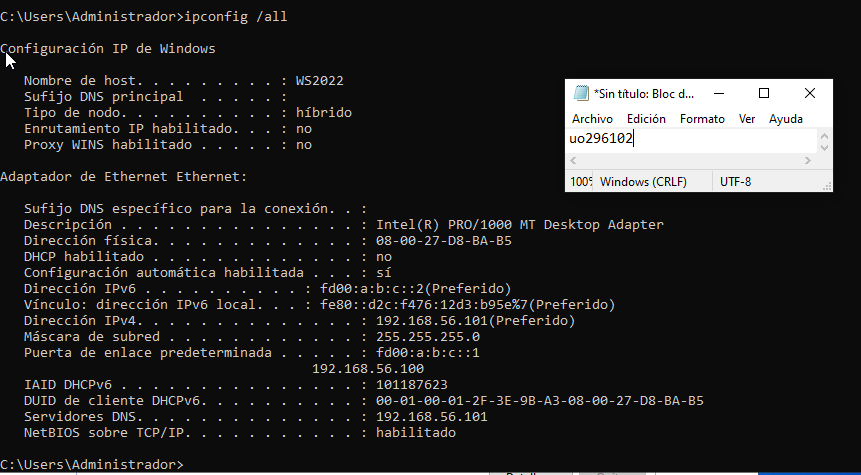 C:\Users\Administrador>ipconfig /all
Configuración IP de Windows
Nombre de host. . . . . . . . . : WS2022
Sufijo DNS principal  . . . . . :
Tipo de nodo. . . . . . . . . . : híbrido
Enrutamiento IP habilitado. . . : no
Proxy WINS habilitado . . . . . : no
*Sin título: Bloc d...
Archivo Edición Formato Ver Ayuda
uo296102
100% Windows (CRLF) UTF-8
Adaptador de Ethernet Ethernet:
Sufijo DNS específico para la conexión. . :
Descripción . . . . . . . . . . . . . . . : Intel(R) PRO/1000 MT Desktop Adapter
Dirección física. . . . . . . . . . . . . : 08-00-27-D8-BA-B5
DHCP habilitado . . . . . . . . . . . . . : no
Configuración automática habilitada . . . : sí
Dirección IPv6 . . . . . . . . . . : fd00:a:b:c::2(Preferido)
Vínculo: dirección IPv6 local. . . : fe80::d2c:f476:12d3:b95e%7(Preferido)
Dirección IPv4. . . . . . . . . . . . . . : 192.168.56.101(Preferido)
Máscara de subred . . . . . . . . . . . . : 255.255.255.0
Puerta de enlace predeterminada . . . . . : fd00:a:b:c::1
192.168.56.100
IAID DHCPv6 . . . . . . . . . . . . . . . : 101187623
DUID de cliente DHCPv6. . . . . . . . . . : 00-01-00-01-2F-3E-9B-A3-08-00-27-D8-BA-B5
Servidores DNS. . . . . . . . . . . . . . : 192.168.56.101
NetBIOS sobre TCP/IP. . . . . . . . . . . : habilitado
C:\Users\Administrador>